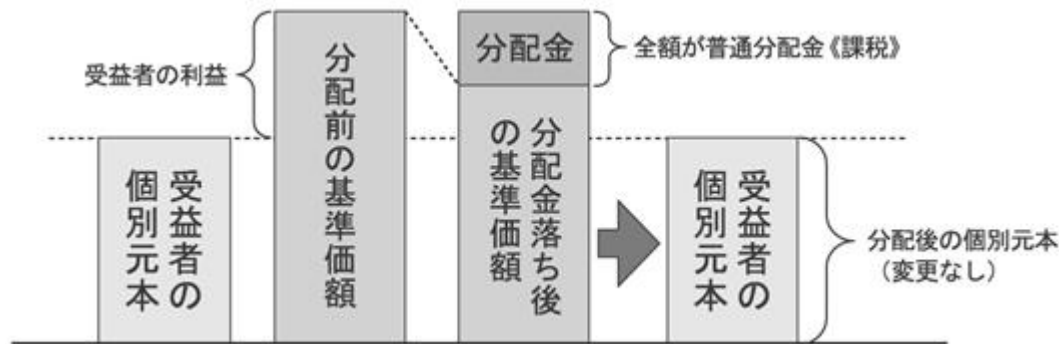 受益者の利益
受益者の
個別元本
分配前の基準価額
分配金
全額が普通分配金《課税》
分配金落ち後
の基準価額
受益者の
個別元本
分配後の個別元本
（変更なし）